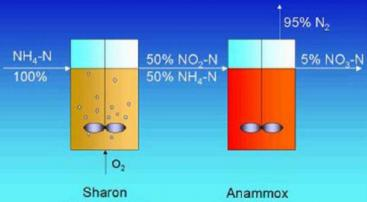 95% N₂
NH₄-N
100%
50% NO₂-N
50% NH₄-N
5% NO₃-N
O₂
Sharon
Anammox